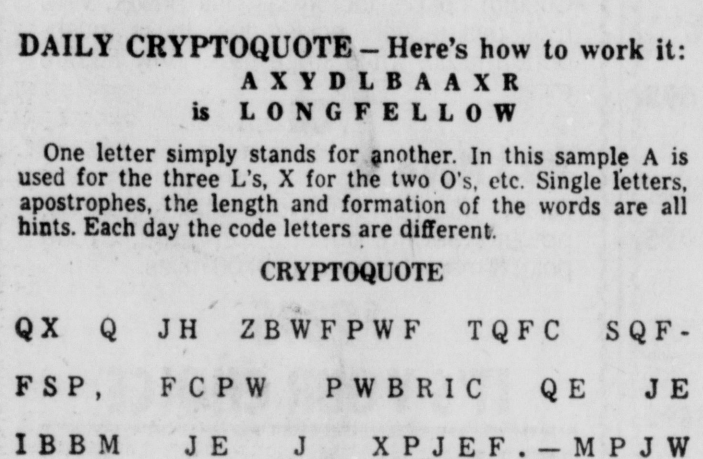 DAILY CRYPTOQUOTE – Here's how to work it:
A X Y D L B A A X R
is L O N G F E L L O W
One letter simply stands for another. In this sample A is
used for the three L's, X for the two O's, etc. Single letters,
apostrophes, the length and formation of the words are all
hints. Each day the code letters are different.
CRYPTOQUOTE
QX Q JH ZBWFPWF TQFC SQF-
FSP, FCPW PWBRIC QE JE
IBBM JE J XPJEF. – MPJW